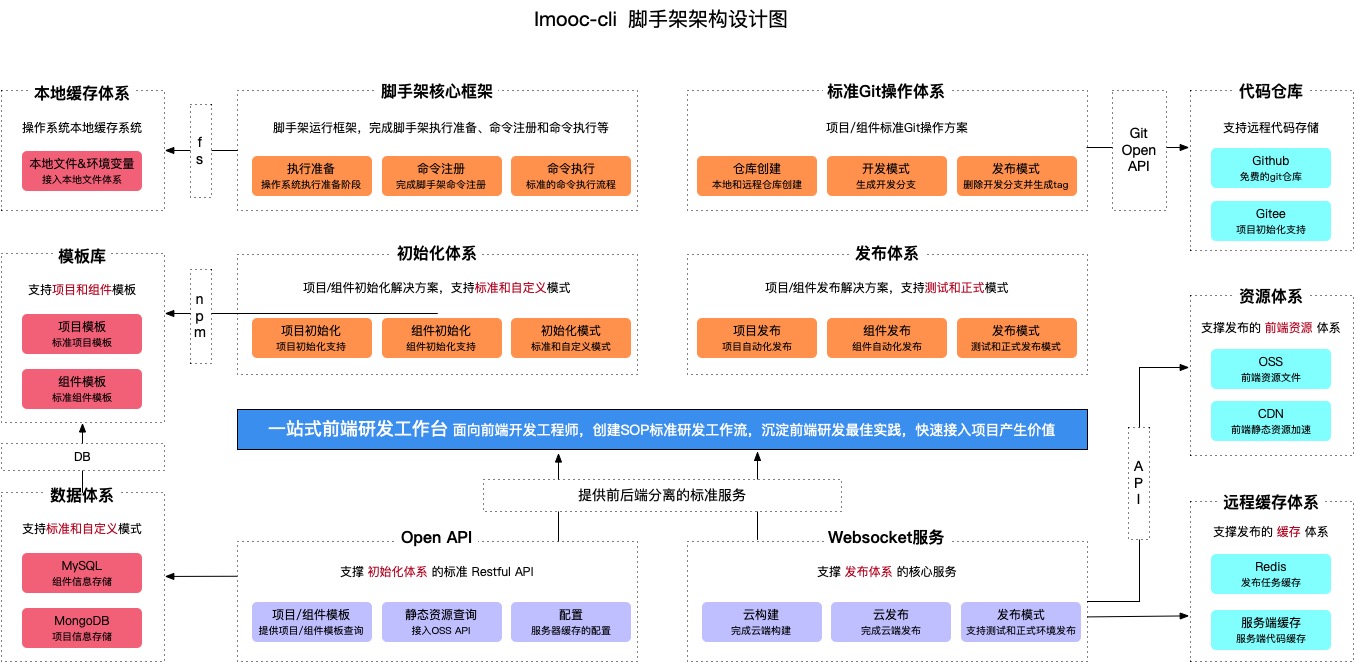 Imooc-cli 脚手架架构设计图
本地缓存体系
操作系统本地缓存系统
本地文件&环境变量
接入本地文件体系
fs
脚手架核心框架
脚手架运行框架，完成脚手架执行准备、命令注册和命令执行等
执行准备
操作系统执行准备阶段
命令注册
完成脚手架命令注册
命令执行
标准的命令执行流程
标准Git操作体系
项目/组件标准Git操作方案
仓库创建
本地和远程仓库创建
开发模式
生成开发分支
发布模式
删除开发分支并生成tag
Git
Open
API
代码仓库
支持远程代码存储
Github
免费的git仓库
Gitee
项目初始化支持
模板库
支持项目和组件模板
项目模板
标准项目模板
组件模板
标准组件模板
npm
初始化体系
项目/组件初始化解决方案，支持标准和自定义模式
项目初始化
项目初始化支持
组件初始化
组件初始化支持
初始化模式
标准和自定义模式
发布体系
项目/组件发布解决方案，支持测试和正式模式
项目发布
项目自动化发布
组件发布
组件自动化发布
发布模式
测试和正式发布模式
资源体系
支撑发布的 前端资源 体系
OSS
前端资源文件
CDN
前端静态资源加速
一站式前端研发工作台 面向前端开发工程师，创建SOP标准研发工作流，沉淀前端研发最佳实践，快速接入项目产生价值
DB
提供前后端分离的标准服务
API
数据体系
支持标准和自定义模式
MySQL
组件信息存储
MongoDB
项目信息存储
Open API
支撑 初始化体系 的标准 Restful API
项目/组件模板
提供项目/组件模板查询
静态资源查询
接入OSS API
配置
服务器缓存的配置
Websocket服务
支撑 发布体系 的核心服务
云构建
完成云端构建
云发布
完成云端发布
发布模式
支持测试和正式环境发布
远程缓存体系
支撑发布的 缓存 体系
Redis
发布任务缓存
服务端缓存
服务端代码缓存